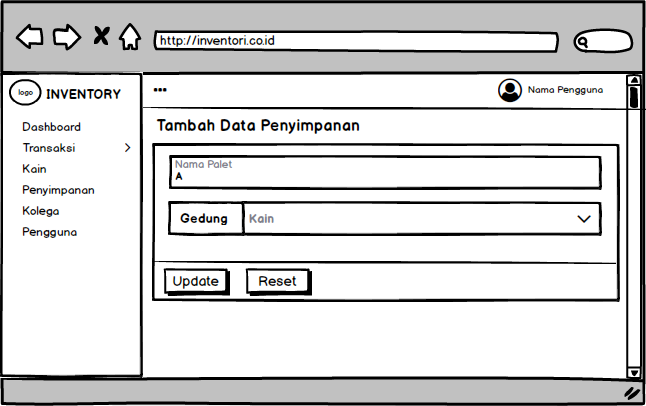 http://inventori.co.id
logo INVENTORY
••• Nama Pengguna
Dashboard
Transaksi
Kain
Penyimpanan
Kolega
Pengguna
Tambah Data Penyimpanan
Nama Palet
A
Gedung Kain
Update Reset